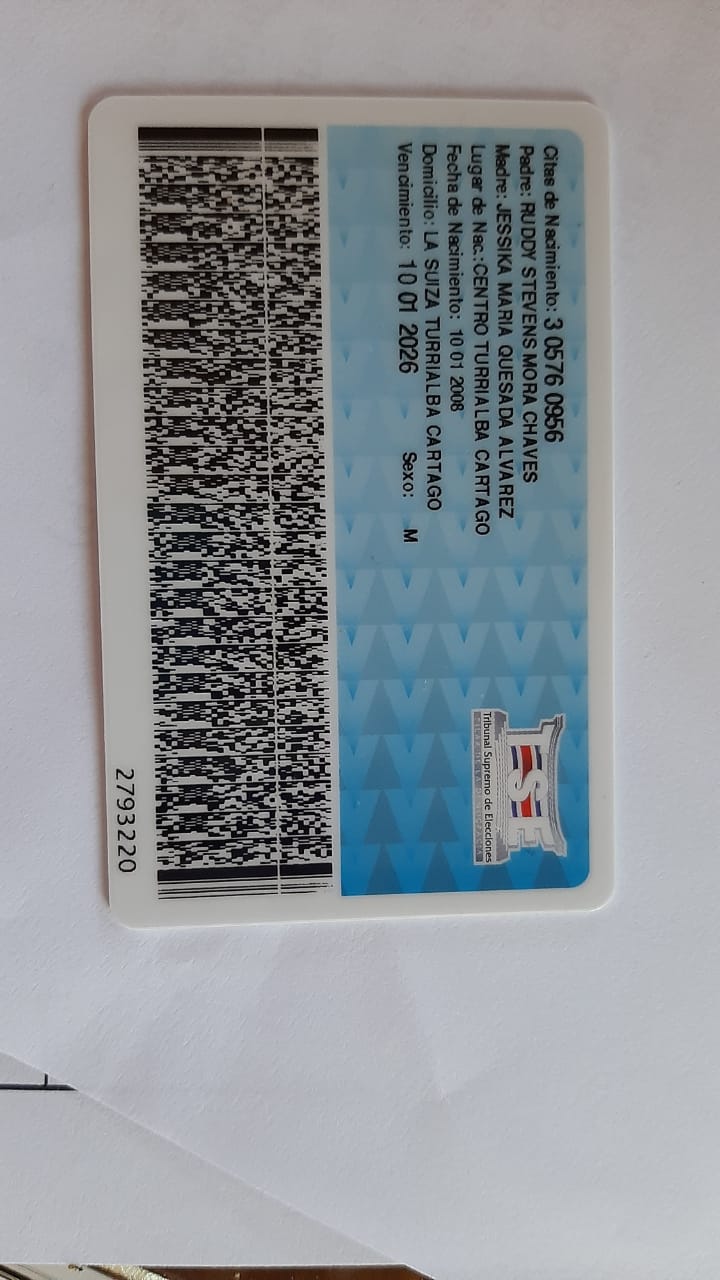 Citas de Nacimiento: 3 0576 0956
Padre: RUDDY STEVENS MORA CHAVES
Madre: JESSIKA MARIA QUESADA ALVAREZ
Lugar de Nac.: CENTRO TURRIALBA CARTAGO
Fecha de Nacimiento: 10 01 2008
Domicilio: LA SUIZA TURRIALBA CARTAGO
Vencimiento: 10 01 2026 Sexo: M
TSE
Tribunal Supremo de Elecciones
2793220